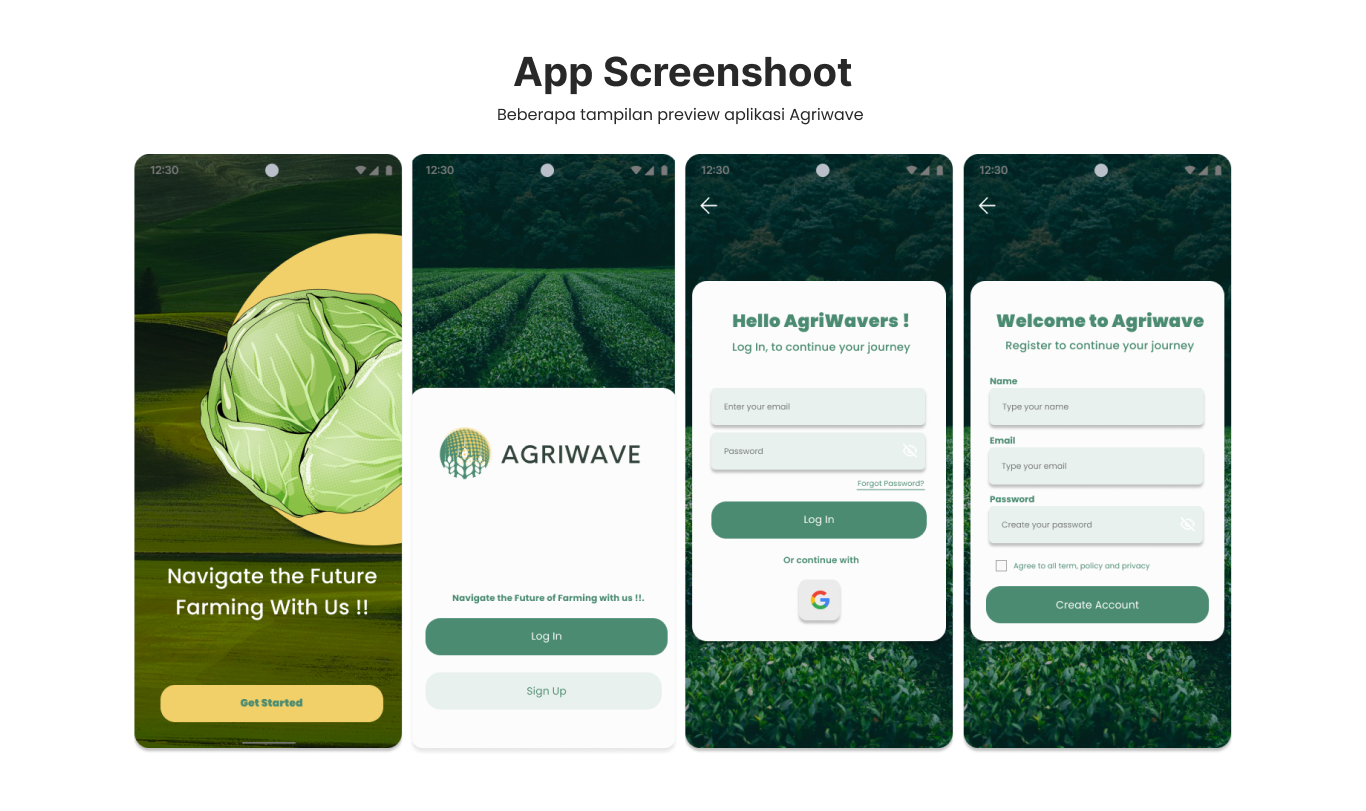 App Screenshoot
Beberapa tampilan preview aplikasi Agriwave
12:30
Navigate the Future
Farming With Us !!
Get Started
12:30
AGRIWAVE
Navigate the Future of Farming with us !!.
Log In
Sign Up
12:30
Hello AgriWavers !
Log In, to continue your journey
Enter your email
Password
Forgot Password?
Log In
Or continue with
G
12:30
Welcome to Agriwave
Register to continue your journey
Name
Type your name
Email
Type your email
Password
Create your password
Agree to all term, policy and privacy
Create Account